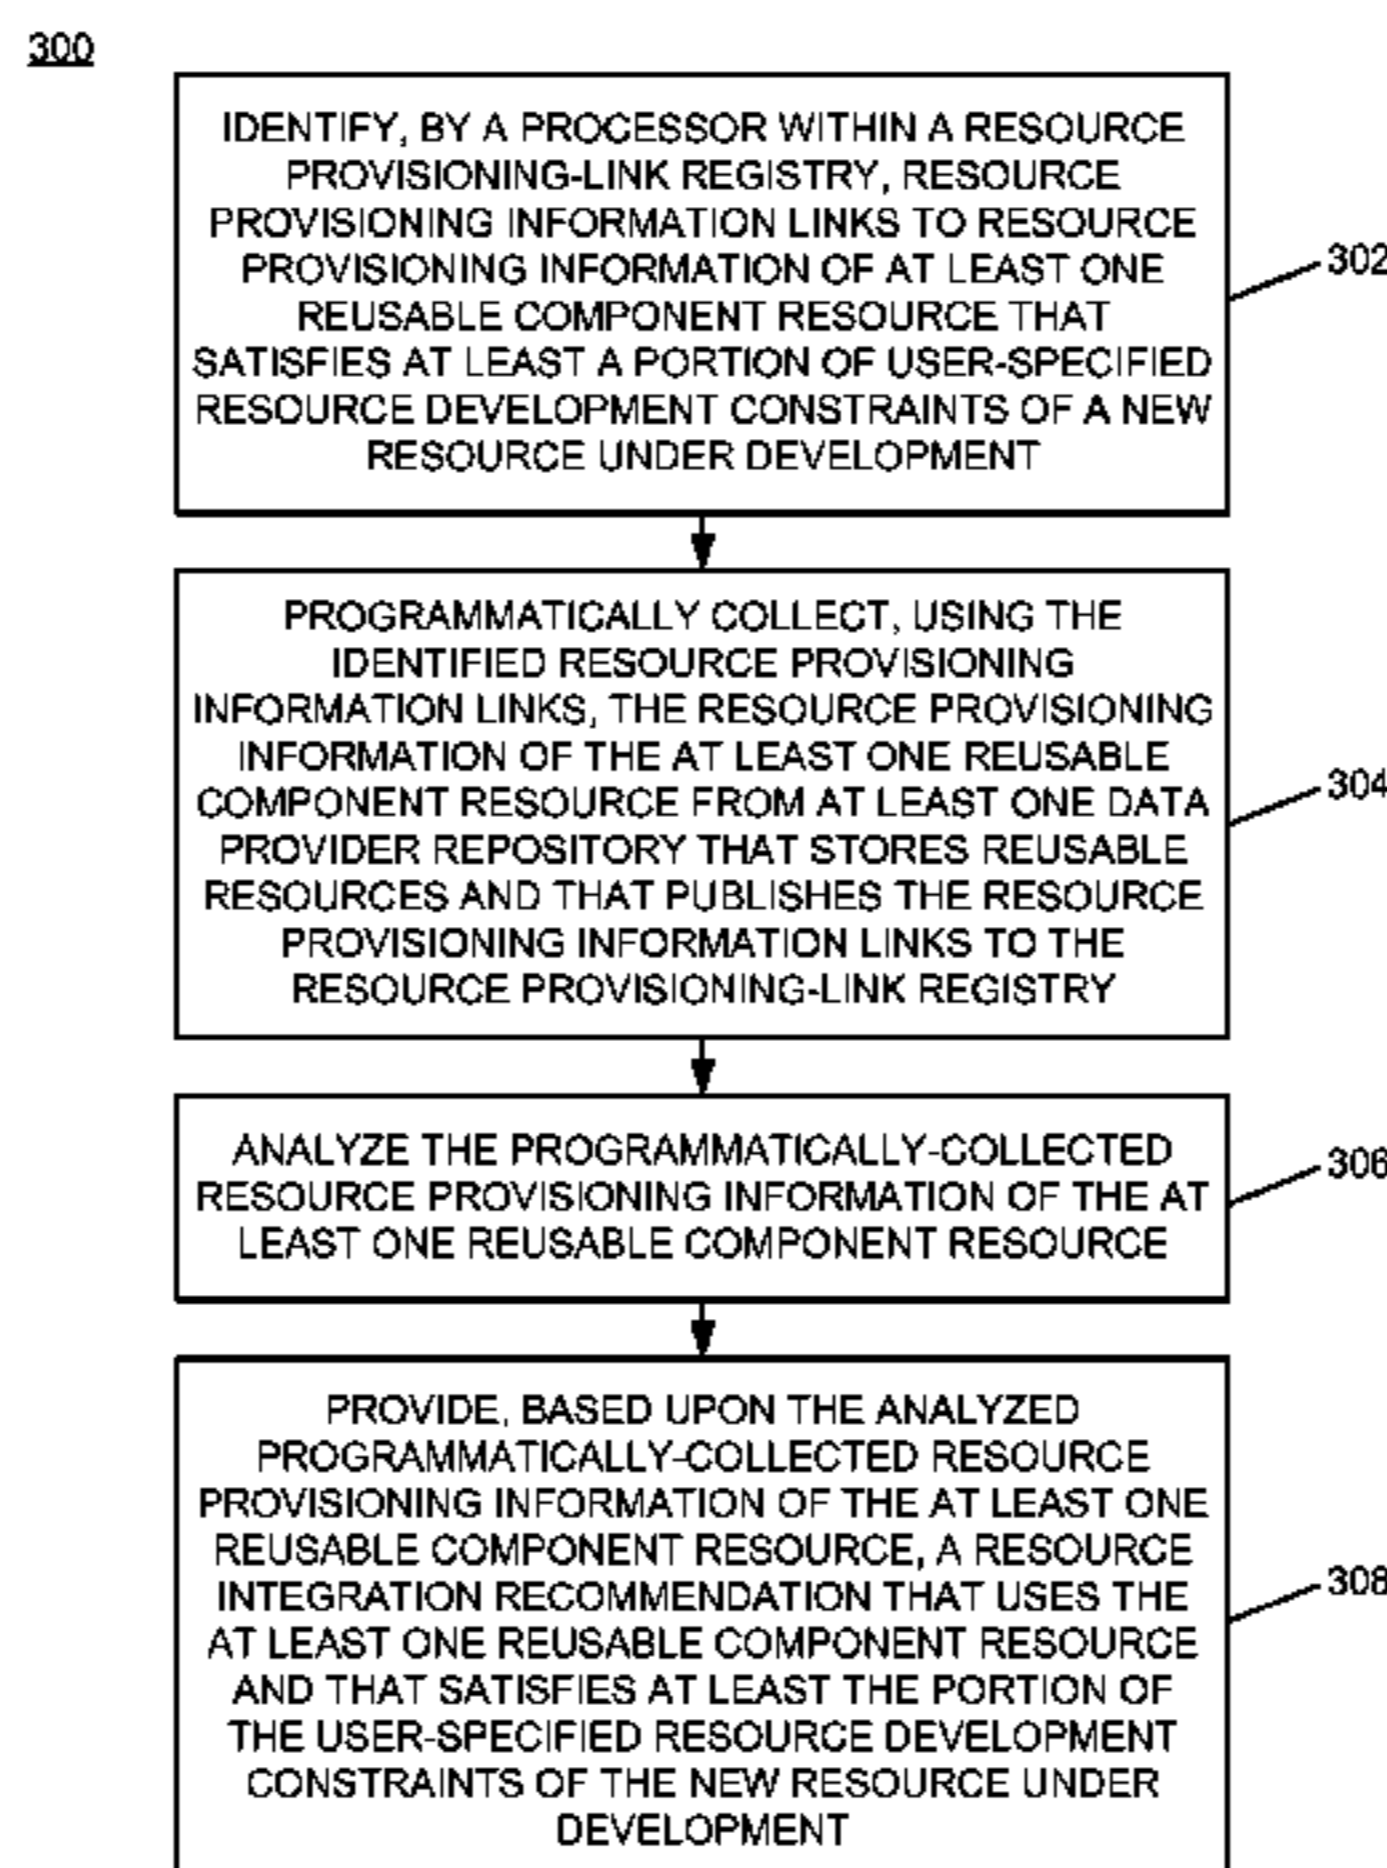 300
IDENTIFY, BY A PROCESSOR WITHIN A RESOURCE
PROVISIONING-LINK REGISTRY, RESOURCE
PROVISIONING INFORMATION LINKS TO RESOURCE
PROVISIONING INFORMATION OF AT LEAST ONE
REUSABLE COMPONENT RESOURCE THAT
SATISFIES AT LEAST A PORTION OF USER-SPECIFIED
RESOURCE DEVELOPMENT CONSTRAINTS OF A NEW
RESOURCE UNDER DEVELOPMENT
302
PROGRAMMATICALLY COLLECT, USING THE
IDENTIFIED RESOURCE PROVISIONING
INFORMATION LINKS, THE RESOURCE PROVISIONING
INFORMATION OF THE AT LEAST ONE REUSABLE
COMPONENT RESOURCE FROM AT LEAST ONE DATA
PROVIDER REPOSITORY THAT STORES REUSABLE
RESOURCES AND THAT PUBLISHES THE RESOURCE
PROVISIONING INFORMATION LINKS TO THE
RESOURCE PROVISIONING-LINK REGISTRY
304
ANALYZE THE PROGRAMMATICALLY-COLLECTED
RESOURCE PROVISIONING INFORMATION OF THE AT
LEAST ONE REUSABLE COMPONENT RESOURCE
306
PROVIDE, BASED UPON THE ANALYZED
PROGRAMMATICALLY-COLLECTED RESOURCE
PROVISIONING INFORMATION OF THE AT LEAST ONE
REUSABLE COMPONENT RESOURCE, A RESOURCE
INTEGRATION RECOMMENDATION THAT USES THE
AT LEAST ONE REUSABLE COMPONENT RESOURCE
AND THAT SATISFIES AT LEAST THE PORTION OF
THE USER-SPECIFIED RESOURCE DEVELOPMENT
CONSTRAINTS OF THE NEW RESOURCE UNDER
DEVELOPMENT
308